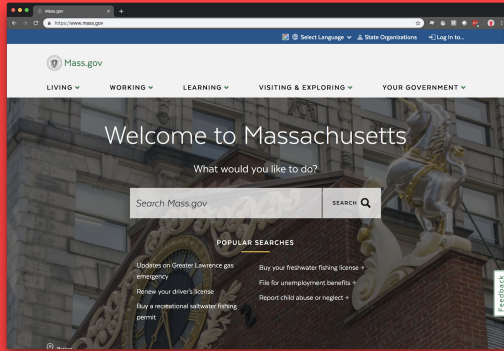 Mass.gov
https://www.mass.gov
Select Language State Organizations Log In to...
Mass.gov
LIVING WORKING LEARNING VISITING & EXPLORING YOUR GOVERNMENT
Welcome to Massachusetts
What would you like to do?
Search Mass.gov SEARCH
POPULAR SEARCHES
Updates on Greater Lawrence gas
emergency
Renew your driver's license
Buy a recreational saltwater fishing
permit
Buy your freshwater fishing license +
File for unemployment benefits +
Report child abuse or neglect +
Feedback